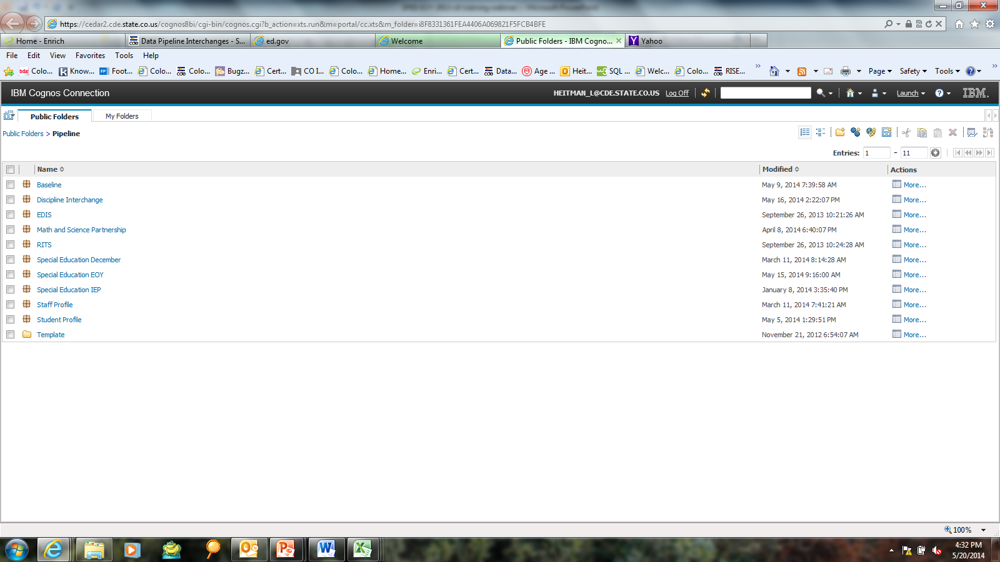 https://cedar2.cde.state.co.us/cognos8bi/cgi-bin/cognos.cgi?b_action=xts.run&m=portal/cc.xts&m_folder=i8F8331361FEA4406A069821F5FCB4BFE
Home - Enrich
Data Pipeline Interchanges - S...
ed.gov
Welcome
Public Folders - IBM Cogno...
Yahoo
File Edit View Favorites Tools Help
bds Colo... Know... FP Foot... Colo... CDE Colo... Bugz... Cert... CO I... Colo... Home... Enri... Cert... CDE Data... Age ... Heit... SQL ... Welc... Colo... CDE RISE... Page Safety Tools
IBM Cognos Connection HEITMAN_L@CDE.STATE.CO.US Log Off Launch IBM.
Public Folders My Folders
Public Folders > Pipeline
Entries: 1 - 11
Name Modified Actions
Baseline May 9, 2014 7:39:58 AM More...
Discipline Interchange May 16, 2014 2:22:07 PM More...
EDIS September 26, 2013 10:21:26 AM More...
Math and Science Partnership April 8, 2014 6:40:07 PM More...
RITS September 26, 2013 10:24:28 AM More...
Special Education December March 11, 2014 8:14:28 AM More...
Special Education EOY May 15, 2014 9:16:00 AM More...
Special Education IEP January 8, 2014 3:35:40 PM More...
Staff Profile March 11, 2014 7:41:21 AM More...
Student Profile May 5, 2014 1:29:51 PM More...
Template November 21, 2012 6:54:07 AM More...
100%
4:32 PM
5/20/2014